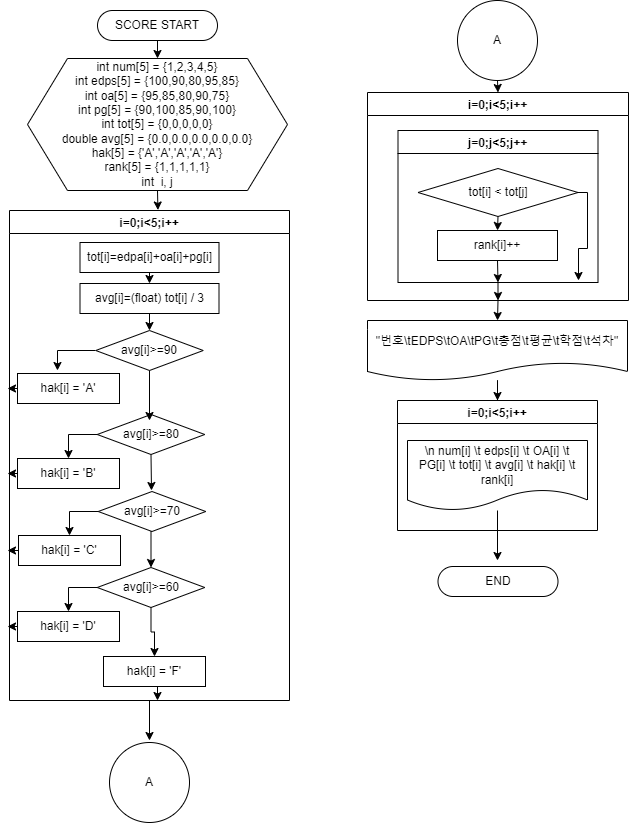 SCORE START
int num[5] = {1,2,3,4,5}
int edps[5] = {100,90,80,95,85}
int oa[5] = {95,85,80,90,75}
int pg[5] = {90,100,85,90,100}
int tot[5] = {0,0,0,0,0}
double avg[5] = {0.0,0.0,0.0,0.0,0.0}
hak[5] = {'A','A','A','A','A'}
rank[5] = {1,1,1,1,1}
int i, j
i=0;i<5;i++
tot[i]=edpa[i]+oa[i]+pg[i]
avg[i]=(float) tot[i] / 3
avg[i]>=90
hak[i] = 'A'
avg[i]>=80
hak[i] = 'B'
avg[i]>=70
hak[i] = 'C'
avg[i]>=60
hak[i] = 'D'
hak[i] = 'F'
A
A
i=0;i<5;i++
j=0;j<5;j++
tot[i] < tot[j]
rank[i]++
"번호\tEDPS\tOA\tPG\t총점\t평균\t학점\t석차"
i=0;i<5;i++
\n num[i] \t edps[i] \t OA[i] \t
PG[i] \t tot[i] \t avg[i] \t hak[i] \t
rank[i]
END